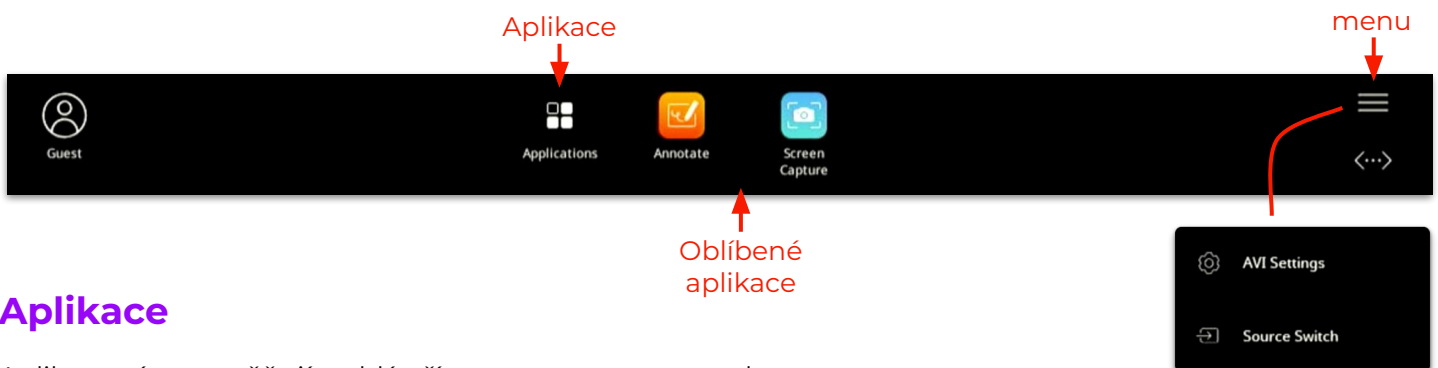 Aplikace
menu
Guest
Applications
Annotate
Screen
Capture
Oblíbené
aplikace
AVI Settings
Source Switch
Aplikace